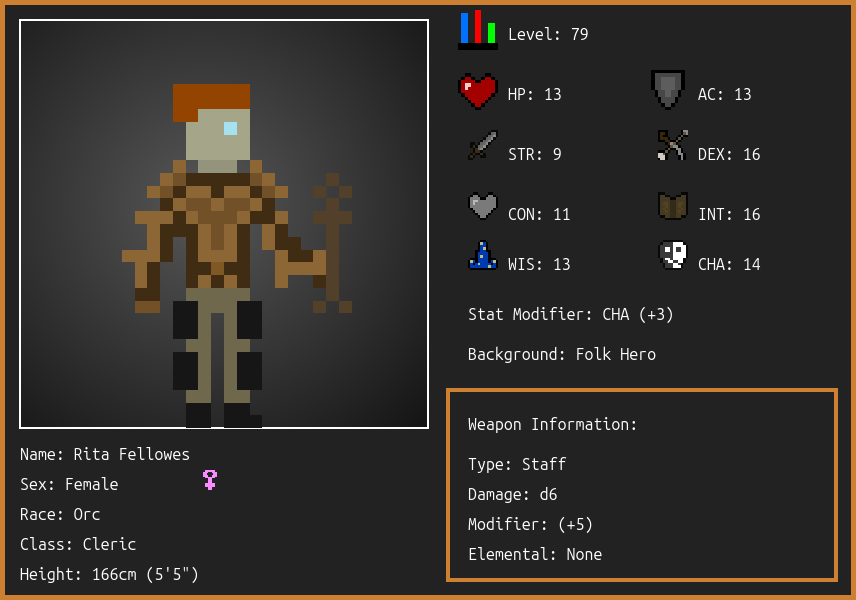 Level: 79
HP: 13
AC: 13
STR: 9
DEX: 16
CON: 11
INT: 16
WIS: 13
CHA: 14
Stat Modifier: CHA (+3)
Background: Folk Hero
Weapon Information:
Type: Staff
Damage: d6
Modifier: (+5)
Elemental: None
Name: Rita Fellowes
Sex: Female
Race: Orc
Class: Cleric
Height: 166cm (5'5")